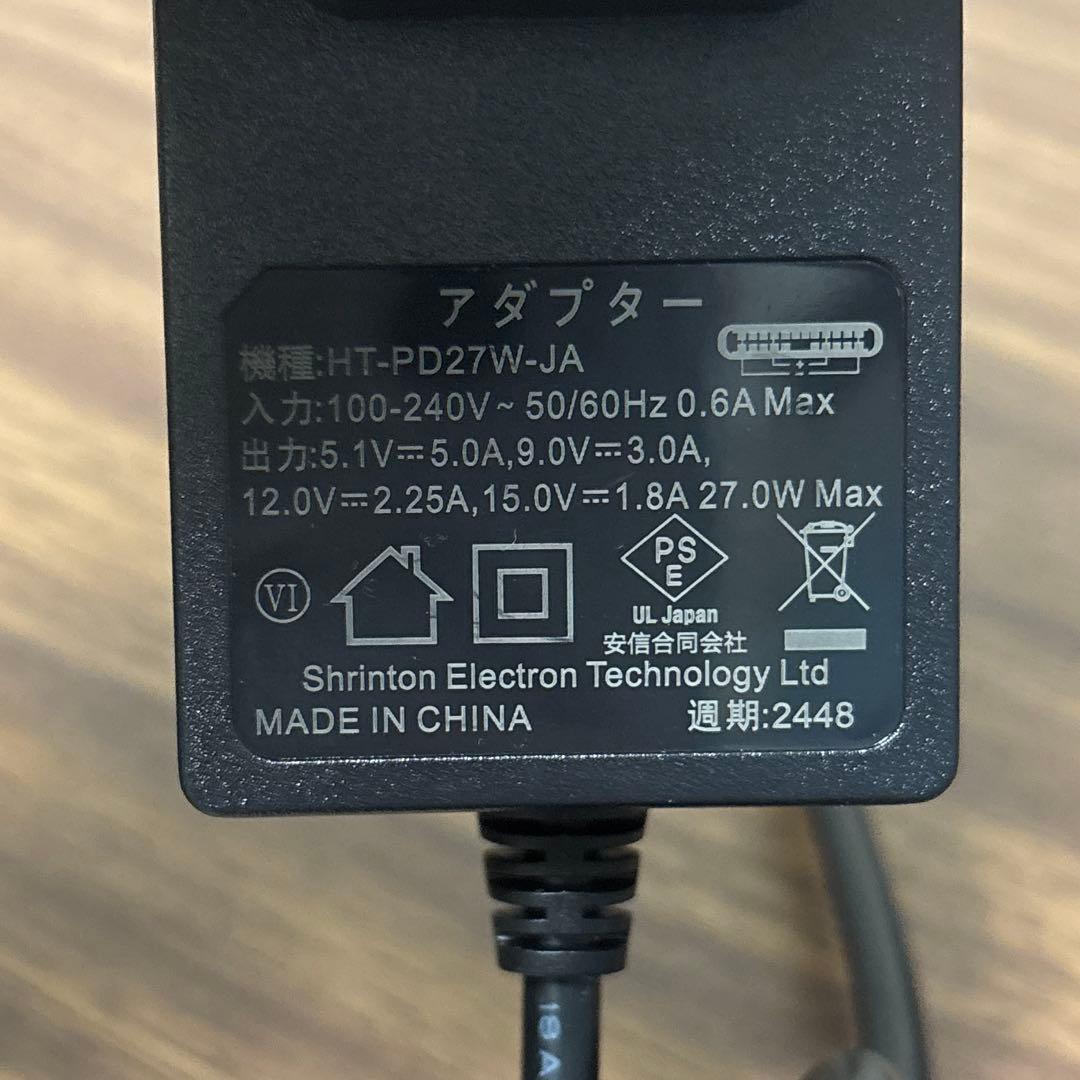 アダプター
機種:HT-PD27W-JA
入力:100-240V~ 50/60Hz 0.6A Max
出力:5.1V⎓5.0A,9.0V⎓3.0A,
12.0V⎓2.25A,15.0V⎓1.8A 27.0W Max
VI
PS
E
UL Japan
安信合同会社
Shrinton Electron Technology Ltd
MADE IN CHINA 週期:2448
18A